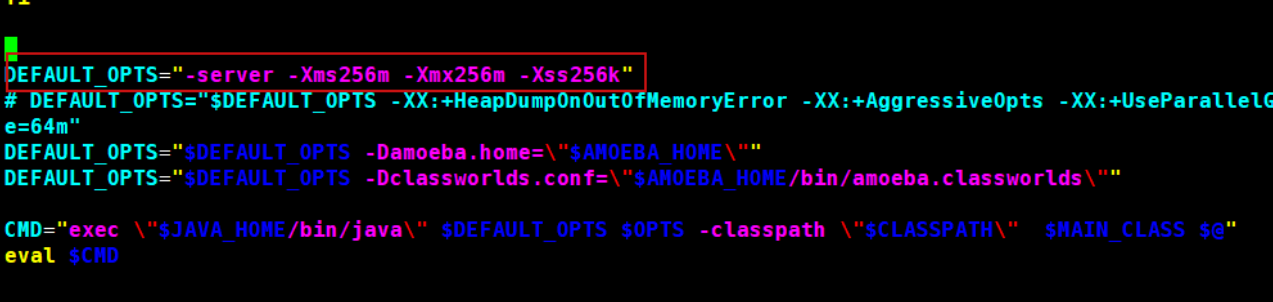 fi
DEFAULT_OPTS="-server -Xms256m -Xmx256m -Xss256k"
# DEFAULT_OPTS="$DEFAULT_OPTS -XX:+HeapDumpOnOutOfMemoryError -XX:+AggressiveOpts -XX:+UseParallelG
e=64m"
DEFAULT_OPTS="$DEFAULT_OPTS -Damoeba.home=\"$AMOEBA_HOME\""
DEFAULT_OPTS="$DEFAULT_OPTS -Dclassworlds.conf=\"$AMOEBA_HOME/bin/amoeba.classworlds\""
CMD="exec \"$JAVA_HOME/bin/java\" $DEFAULT_OPTS $OPTS -classpath \"$CLASSPATH\"  $MAIN_CLASS $@"
eval $CMD